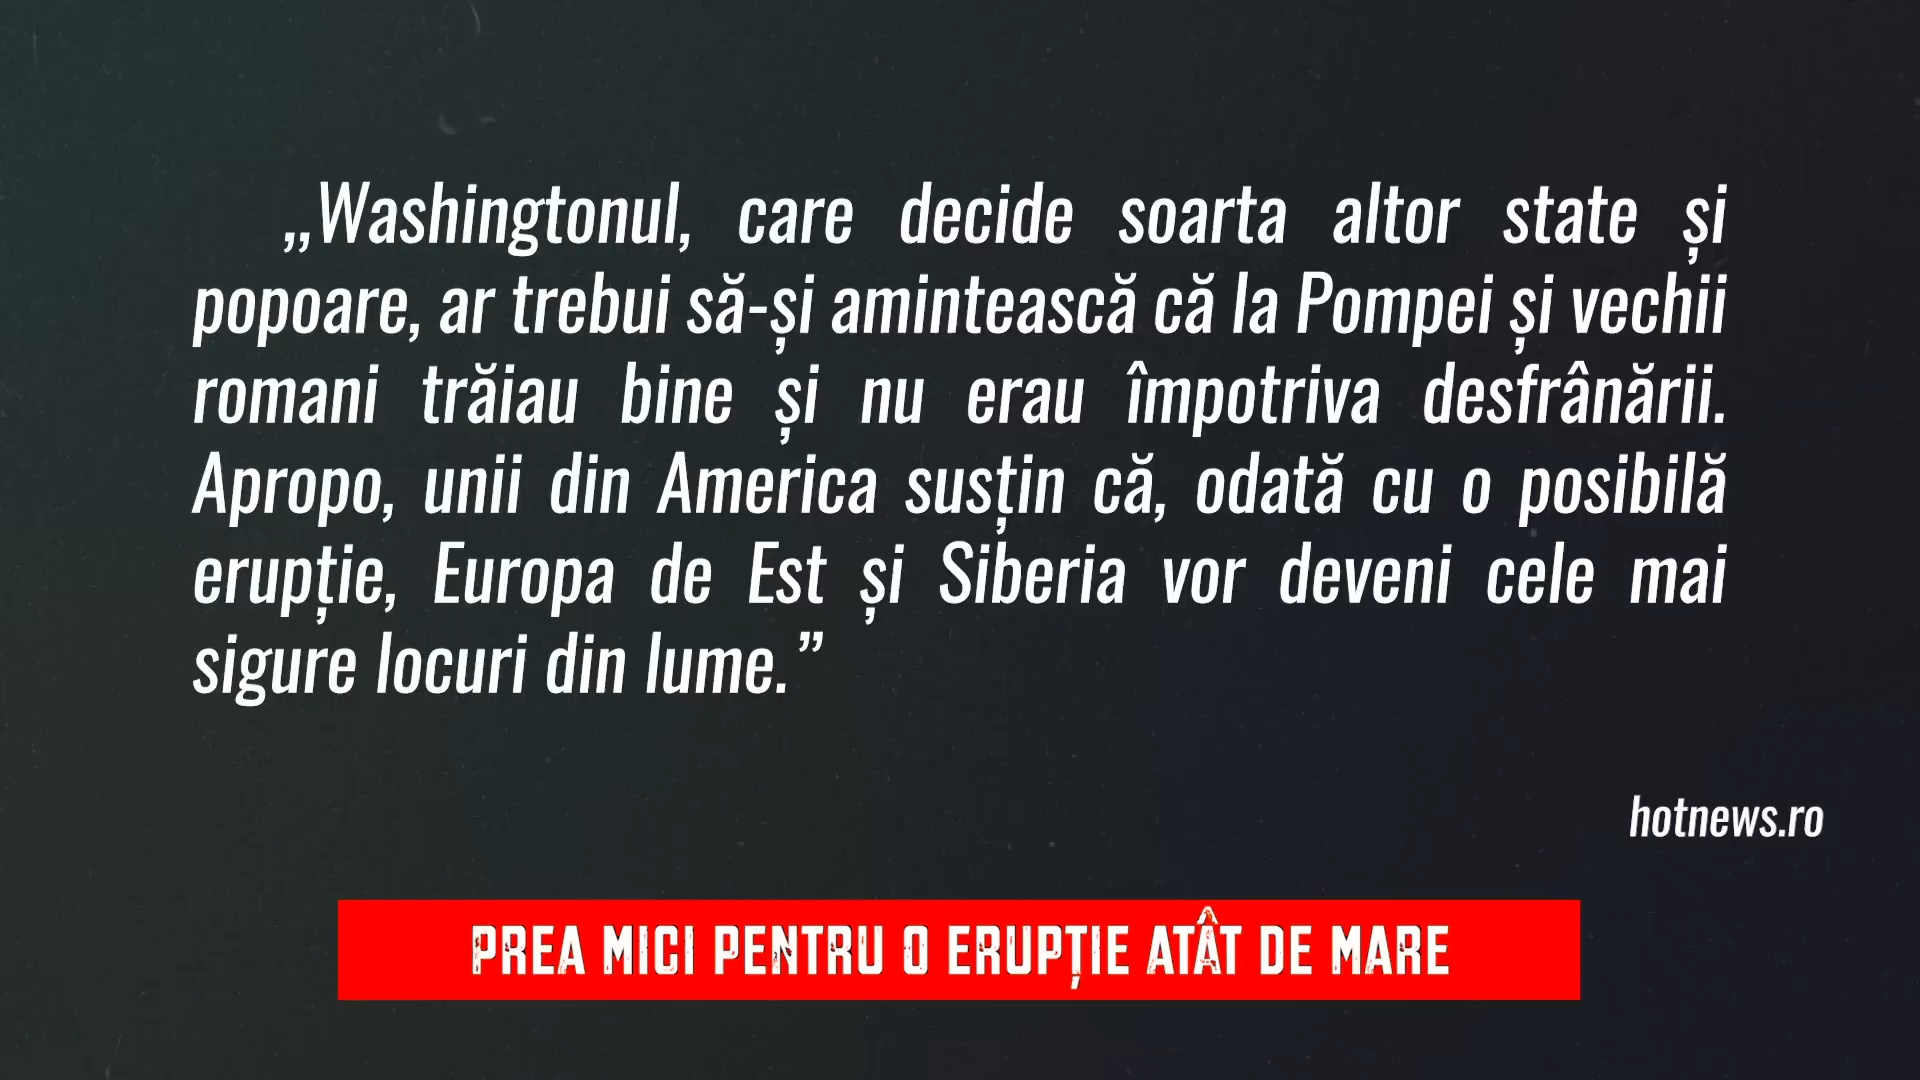 „Washingtonul, care decide soarta altor state și
popoare, ar trebui să-și amintească că la Pompei și vechii
romani trăiau bine și nu erau împotriva desfrânării.
Apropo, unii din America susțin că, odată cu o posibilă
erupție, Europa de Est și Siberia vor deveni cele mai
sigure locuri din lume.”
hotnews.ro
PREA MICI PENTRU O ERUPȚIE ATÂT DE MARE